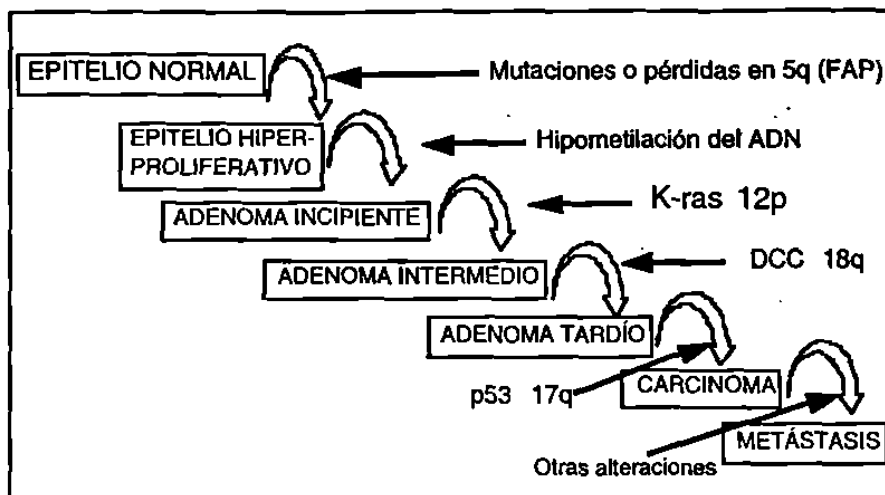 EPITELIO NORMAL
Mutaciones o pérdidas en 5q (FAP)
EPITELIO HIPER-
PROLIFERATIVO
Hipometilación del ADN
ADENOMA INCIPIENTE
K-ras 12p
ADENOMA INTERMEDIO
DCC 18q
ADENOMA TARDÍO
p53 17q
CARCINOMA
METÁSTASIS
Otras alteraciones